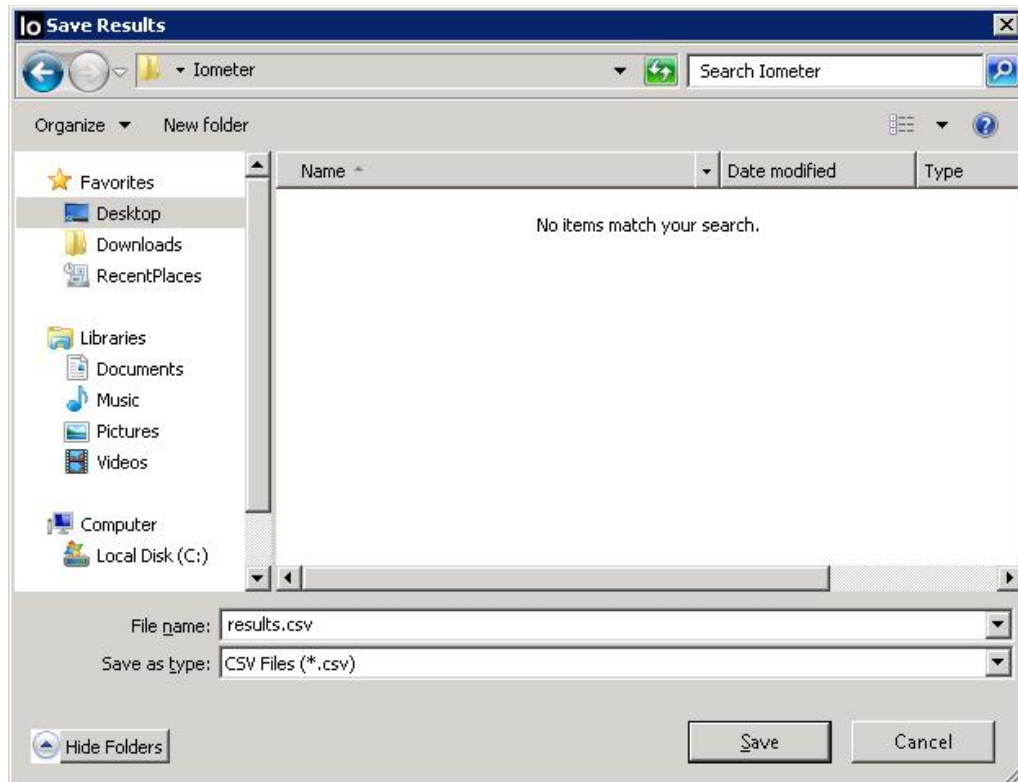 Io Save Results
Iometer
Search Iometer
Organize
New folder
Favorites
Desktop
Downloads
RecentPlaces
Libraries
Documents
Music
Pictures
Videos
Computer
Local Disk (C:)
Name
Date modified
Type
No items match your search.
File name: results.csv
Save as type: CSV Files (*.csv)
Hide Folders
Save
Cancel